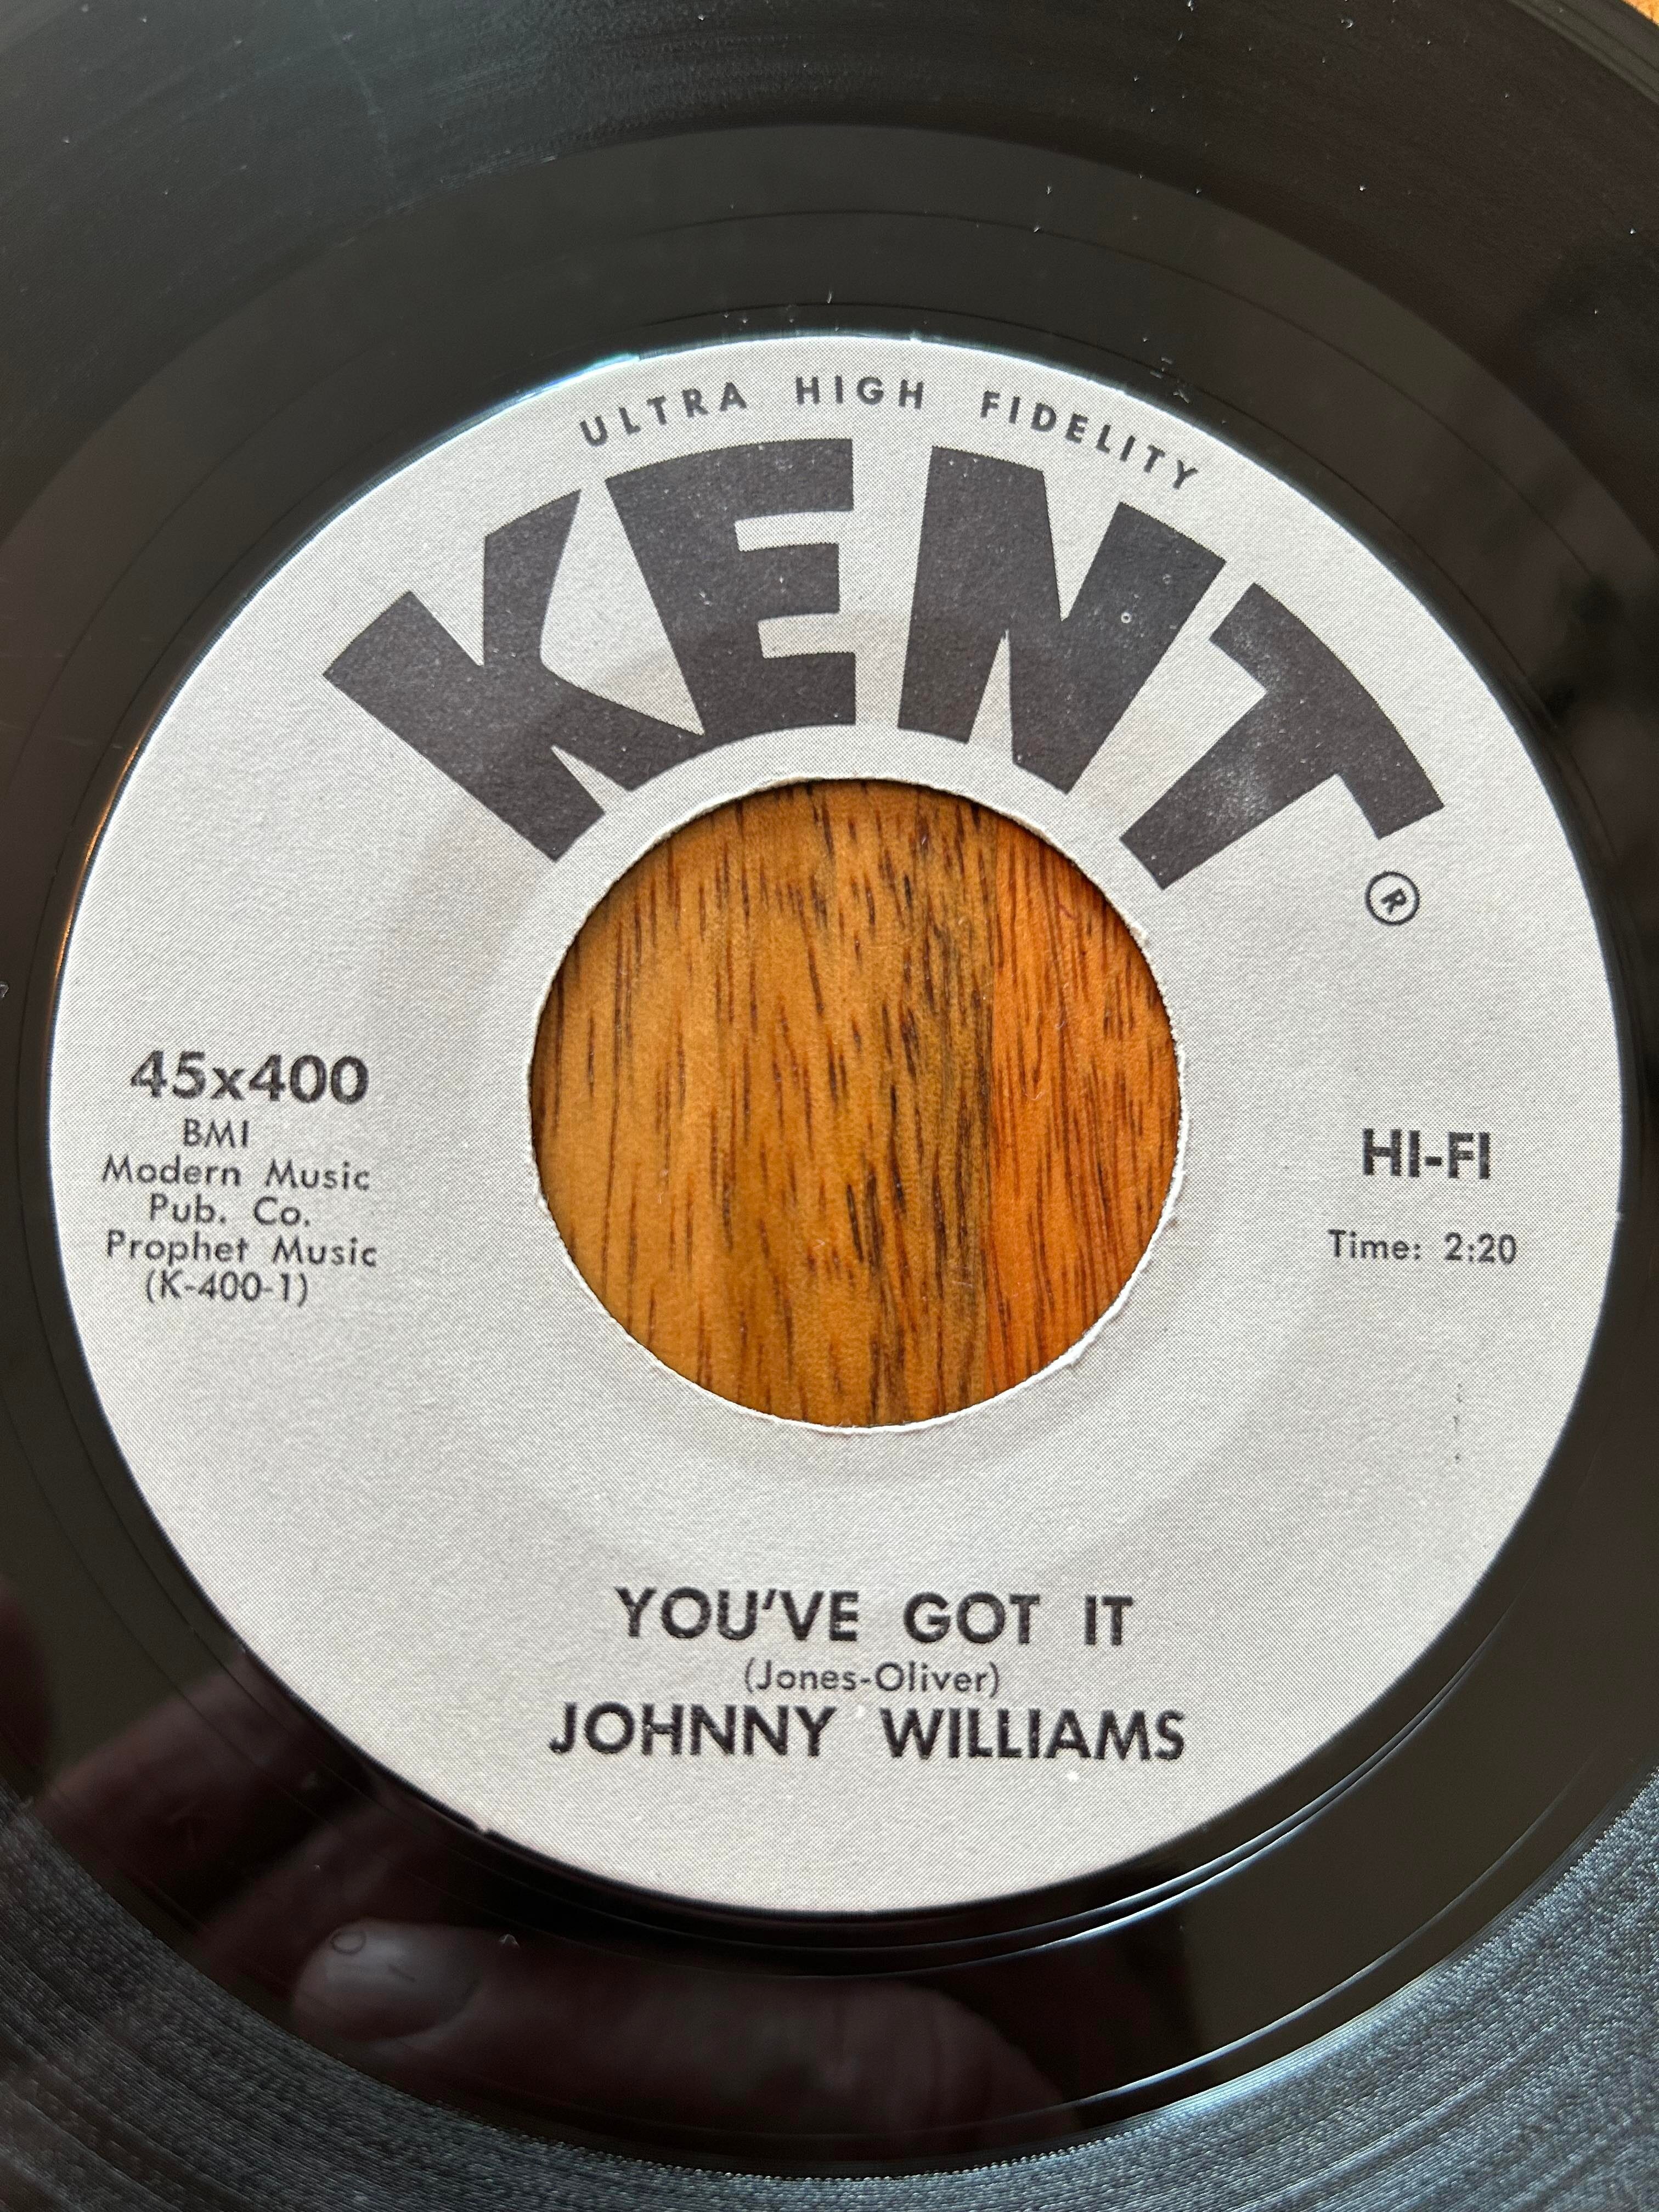 ULTRA HIGH FIDELITY
KENT
®
45x400
BMI
Modern Music
Pub. Co.
Prophet Music
(K-400-1)
HI-FI
Time: 2:20
YOU'VE GOT IT
(Jones-Oliver)
JOHNNY WILLIAMS